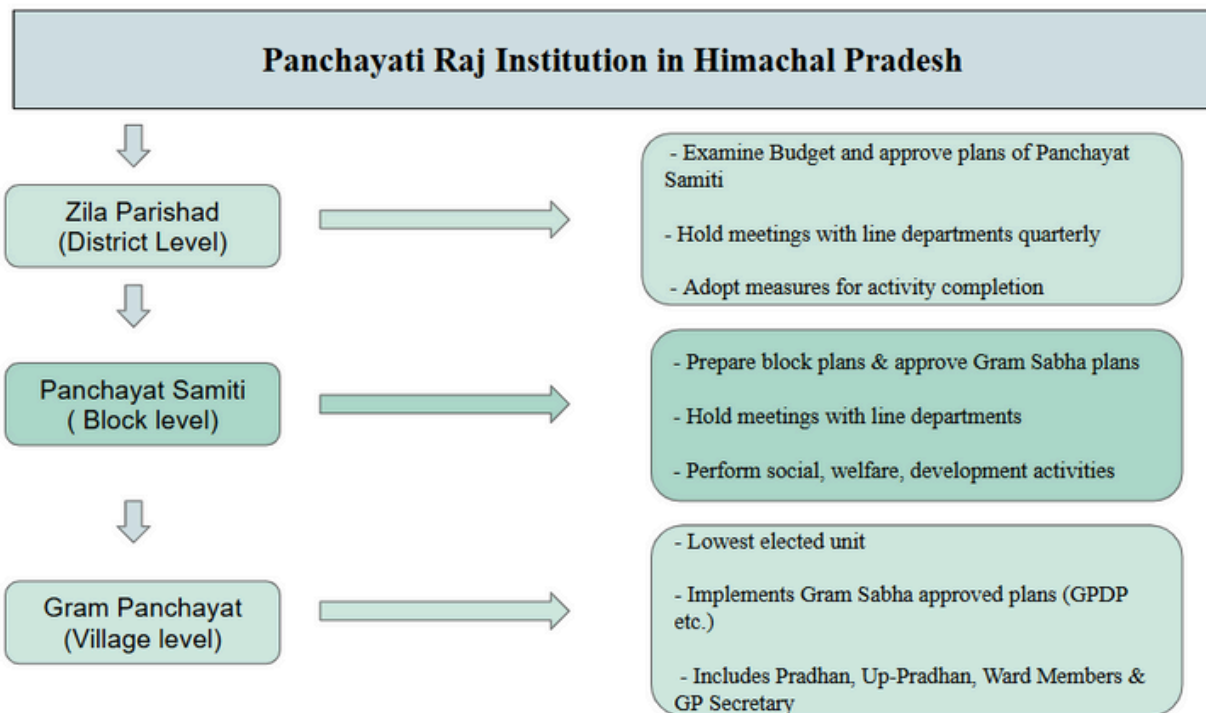 Panchayati Raj Institution in Himachal Pradesh
Zila Parishad
(District Level)
- Examine Budget and approve plans of Panchayat
Samiti
- Hold meetings with line departments quarterly
- Adopt measures for activity completion
Panchayat Samiti
( Block level)
- Prepare block plans & approve Gram Sabha plans
- Hold meetings with line departments
- Perform social, welfare, development activities
Gram Panchayat
(Village level)
- Lowest elected unit
- Implements Gram Sabha approved plans (GPDP
etc.)
- Includes Pradhan, Up-Pradhan, Ward Members &
GP Secretary